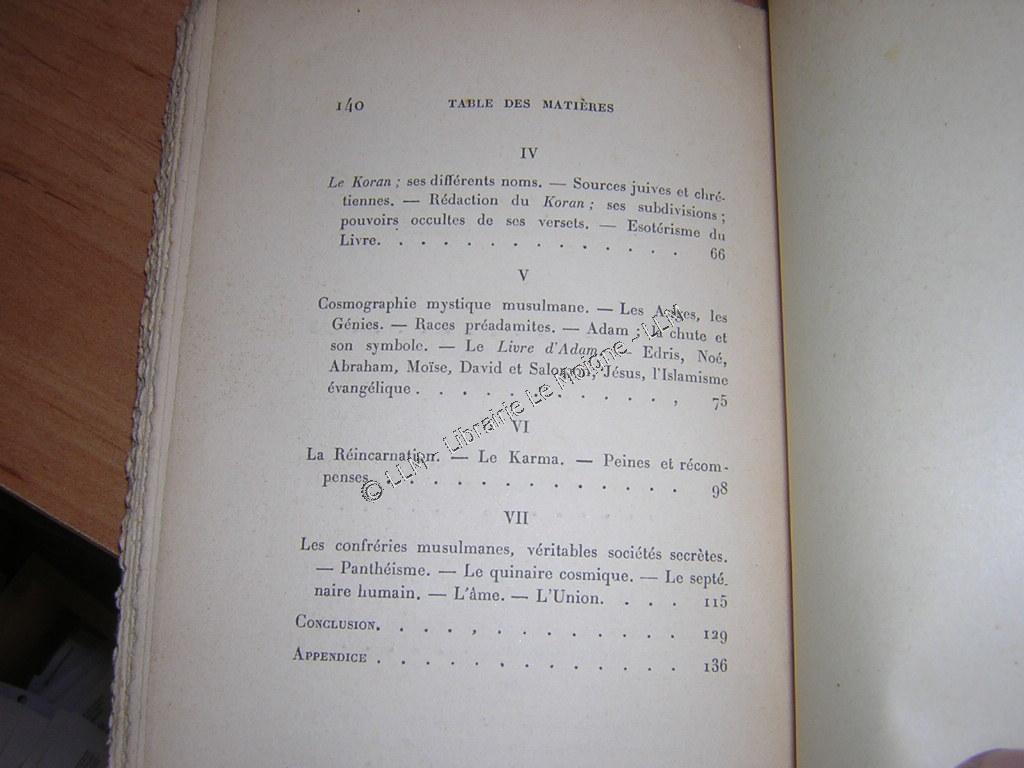 140 TABLE DES MATIÈRES
IV
Le Koran ; ses différents noms. — Sources juives et chré-
tiennes. — Rédaction du Koran ; ses subdivisions ;
pouvoirs occultes de ses versets. — Esotérisme du
Livre. . . . . . . . . . . . . 66
V
Cosmographie mystique musulmane. — Les Anges, les
Génies. — Races préadamites. — Adam ; la chute et
son symbole. — Le Livre d'Adam. — Edris, Noé,
Abraham, Moïse, David et Salomon, Jésus, l'Islamisme
évangélique . . . . . . . . . . . . 75
VI
La Réincarnation. — Le Karma. — Peines et récom-
penses. . . . . . . . . . . . . 98
VII
Les confréries musulmanes, véritables sociétés secrètes.
— Panthéisme. — Le quinaire cosmique. — Le septé-
naire humain. — L'âme. — L'Union. . . . 115
CONCLUSION. . . . . . . . . . . . . 129
APPENDICE . . . . . . . . . . . . . 136
© LLM - Librairie Le Moigne - LLM